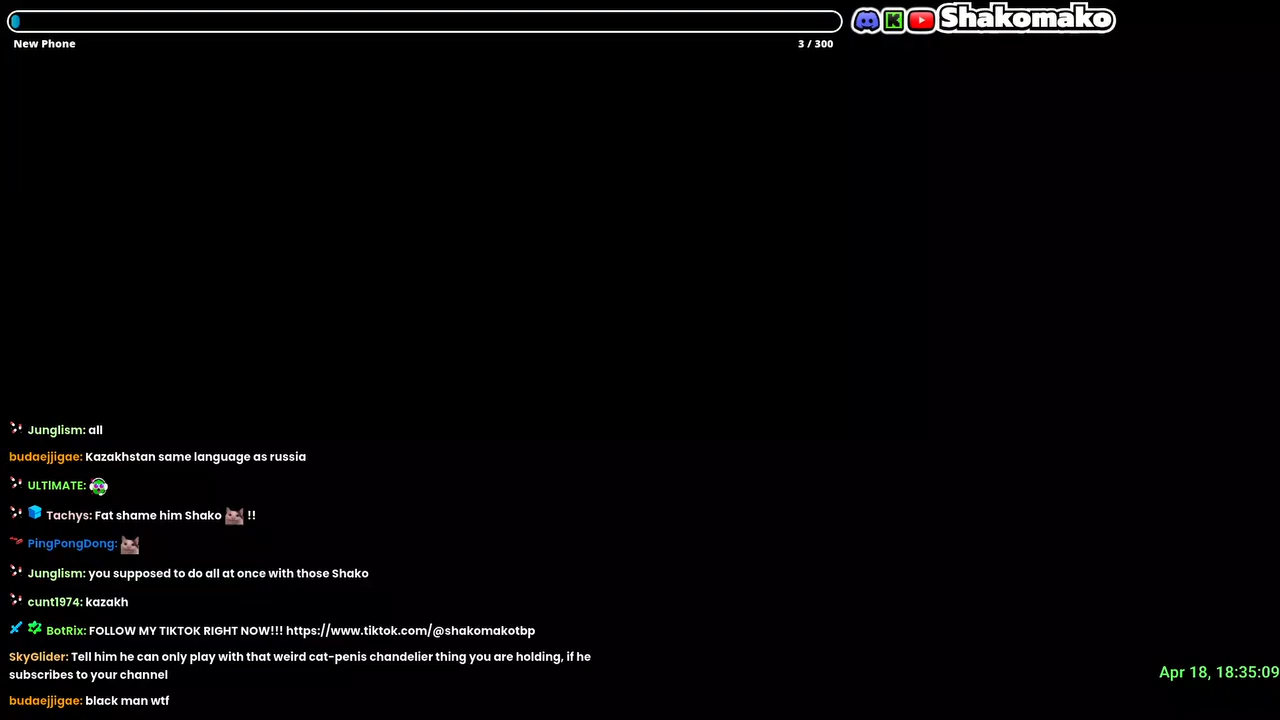 Shakomako
New Phone
3 / 300
Junglism: all
budaejjigae: Kazakhstan same language as russia
ULTIMATE:
Tachys: Fat shame him Shako !!
PingPongDong:
Junglism: you supposed to do all at once with those Shako
cunt1974: kazakh
BotRix: FOLLOW MY TIKTOK RIGHT NOW!!! https://www.tiktok.com/@shakomakotbp
SkyGlider: Tell him he can only play with that weird cat-penis chandelier thing you are holding, if he
subscribes to your channel
Apr 18, 18:35:09
budaejjigae: black man wtf